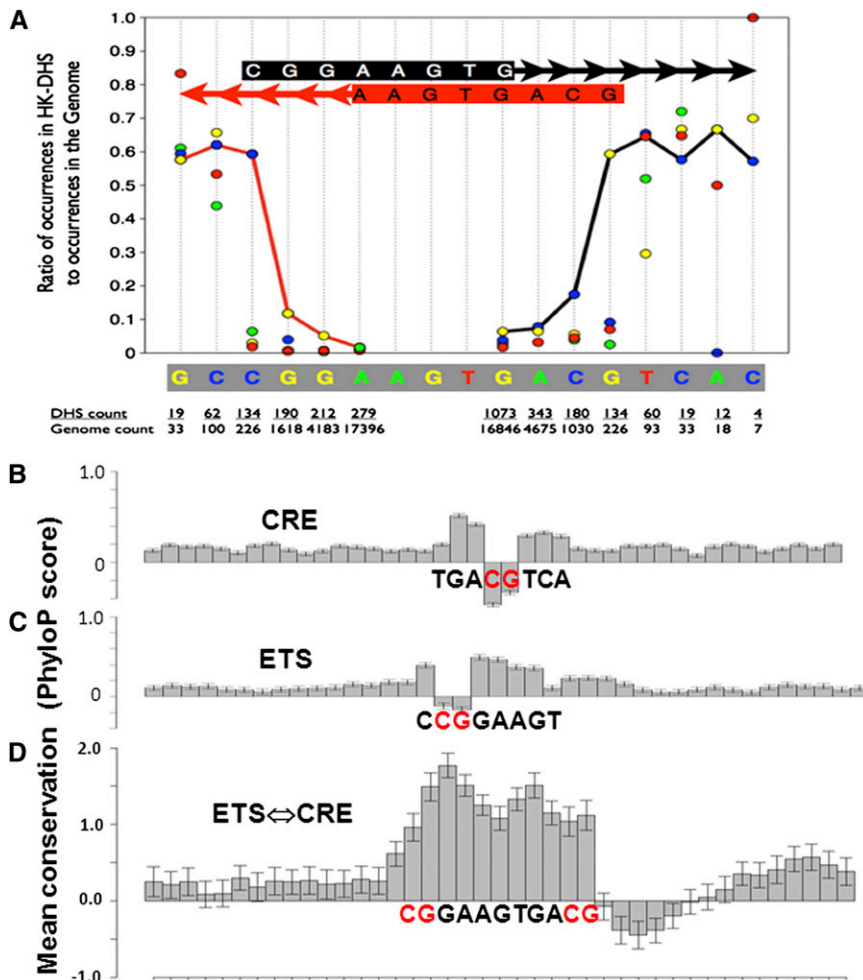 A
Ratio of occurrences in HK-DHS
to occurrences in the Genome
1.0
0.9
0.8
0.7
0.6
0.5
0.4
0.3
0.2
0.1
0
C G G A A G T G
A A G T G A C G
G C C G G A A G T G A C G T C A C
DHS count 19 62 134 190 212 279 1073 343 180 134 60 19 12 4
Genome count 33 100 226 1618 4183 17396 16846 4675 1030 226 93 33 18 7
Mean conservation (PhyloP score)
B
1.0
0
CRE
TGACGTCA
C
1.0
0
ETS
CCGGAAGT
D
2.0
1.0
0.0
-1.0
ETS⇔CRE
CGGAAGTGACG